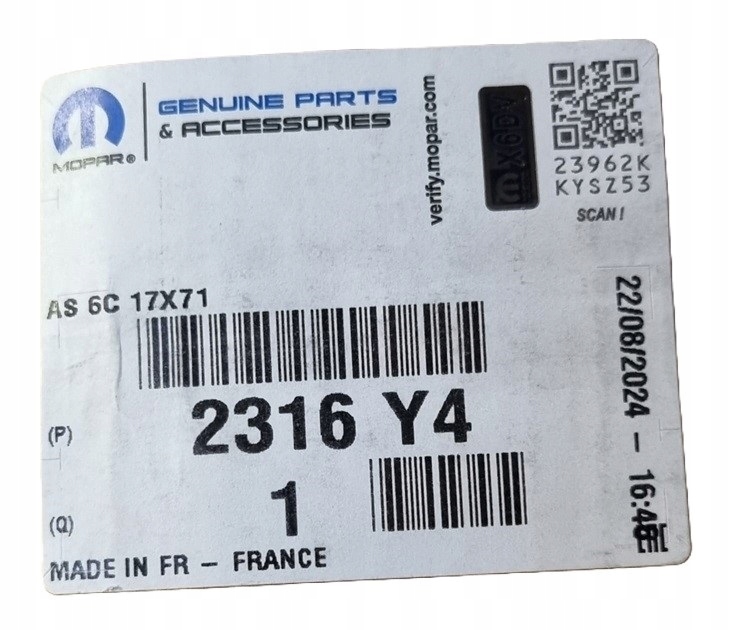 MOPAR®
GENUINE PARTS
& ACCESSORIES
verify.mopar.com
23962K
KYSZ53
SCAN!
AS 6C 17X71
(P)
2316 Y4
(Q)
1
MADE IN FR – FRANCE
22/08/2024 – 16:46